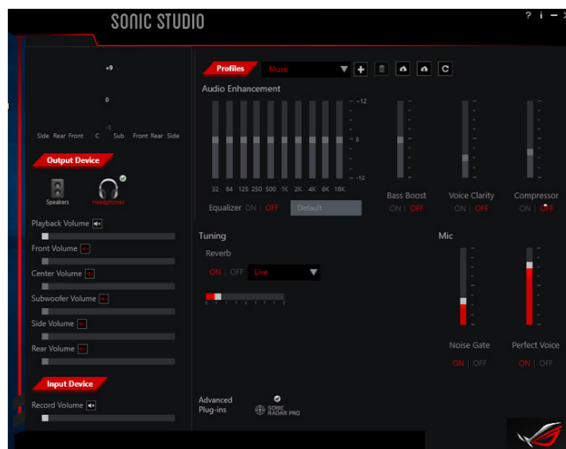 SONIC STUDIO
? i
+9
0
Side Rear Front C Sub Front Rear Side
Output Device
Speakers
Headphones
Playback Volume
Front Volume
Center Volume
Subwoofer Volume
Side Volume
Rear Volume
Input Device
Record Volume
Profiles
Music
Audio Enhancement
+12
0
-12
32 64 125 250 500 1K 2K 4K 8K 16K
Equalizer ON | OFF Default
Bass Boost
ON | OFF
Voice Clarity
ON | OFF
Compressor
ON | OFF
Tuning
Reverb
ON | OFF Live
Mic
Noise Gate
ON | OFF
Perfect Voice
ON | OFF
Advanced
Plug-ins
SONIC
RADAR PRO